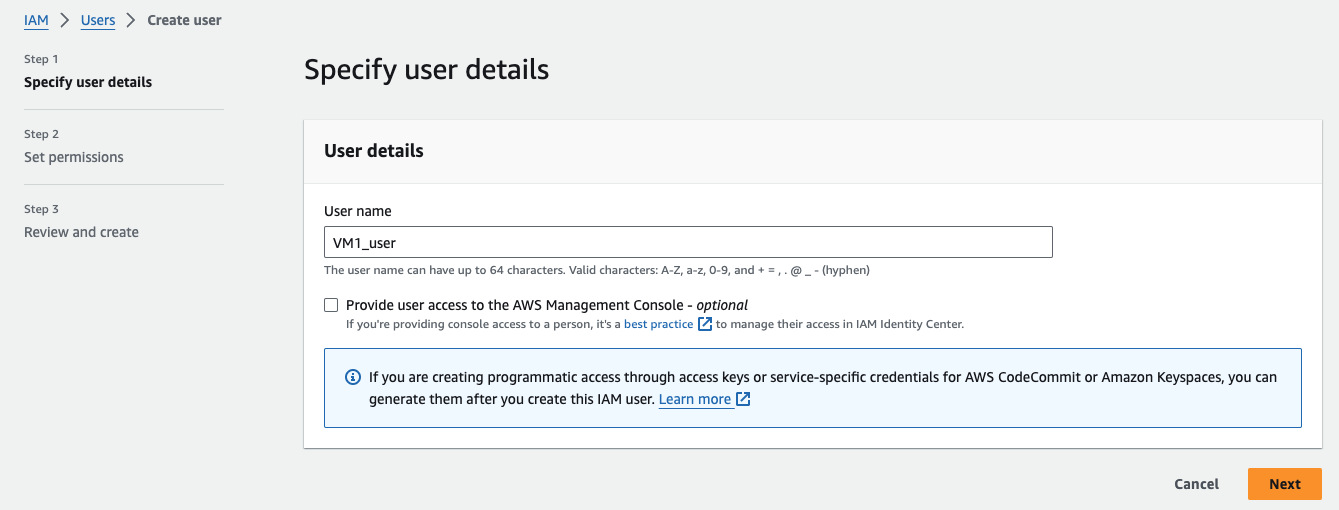 IAM > Users > Create user
Step 1
Specify user details
Step 2
Set permissions
Step 3
Review and create
Specify user details
User details
User name
VM1_user
The user name can have up to 64 characters. Valid characters: A-Z, a-z, 0-9, and + = , . @ _ - (hyphen)
Provide user access to the AWS Management Console - optional
If you're providing console access to a person, it's a best practice to manage their access in IAM Identity Center.
If you are creating programmatic access through access keys or service-specific credentials for AWS CodeCommit or Amazon Keyspaces, you can
generate them after you create this IAM user. Learn more
Cancel
Next